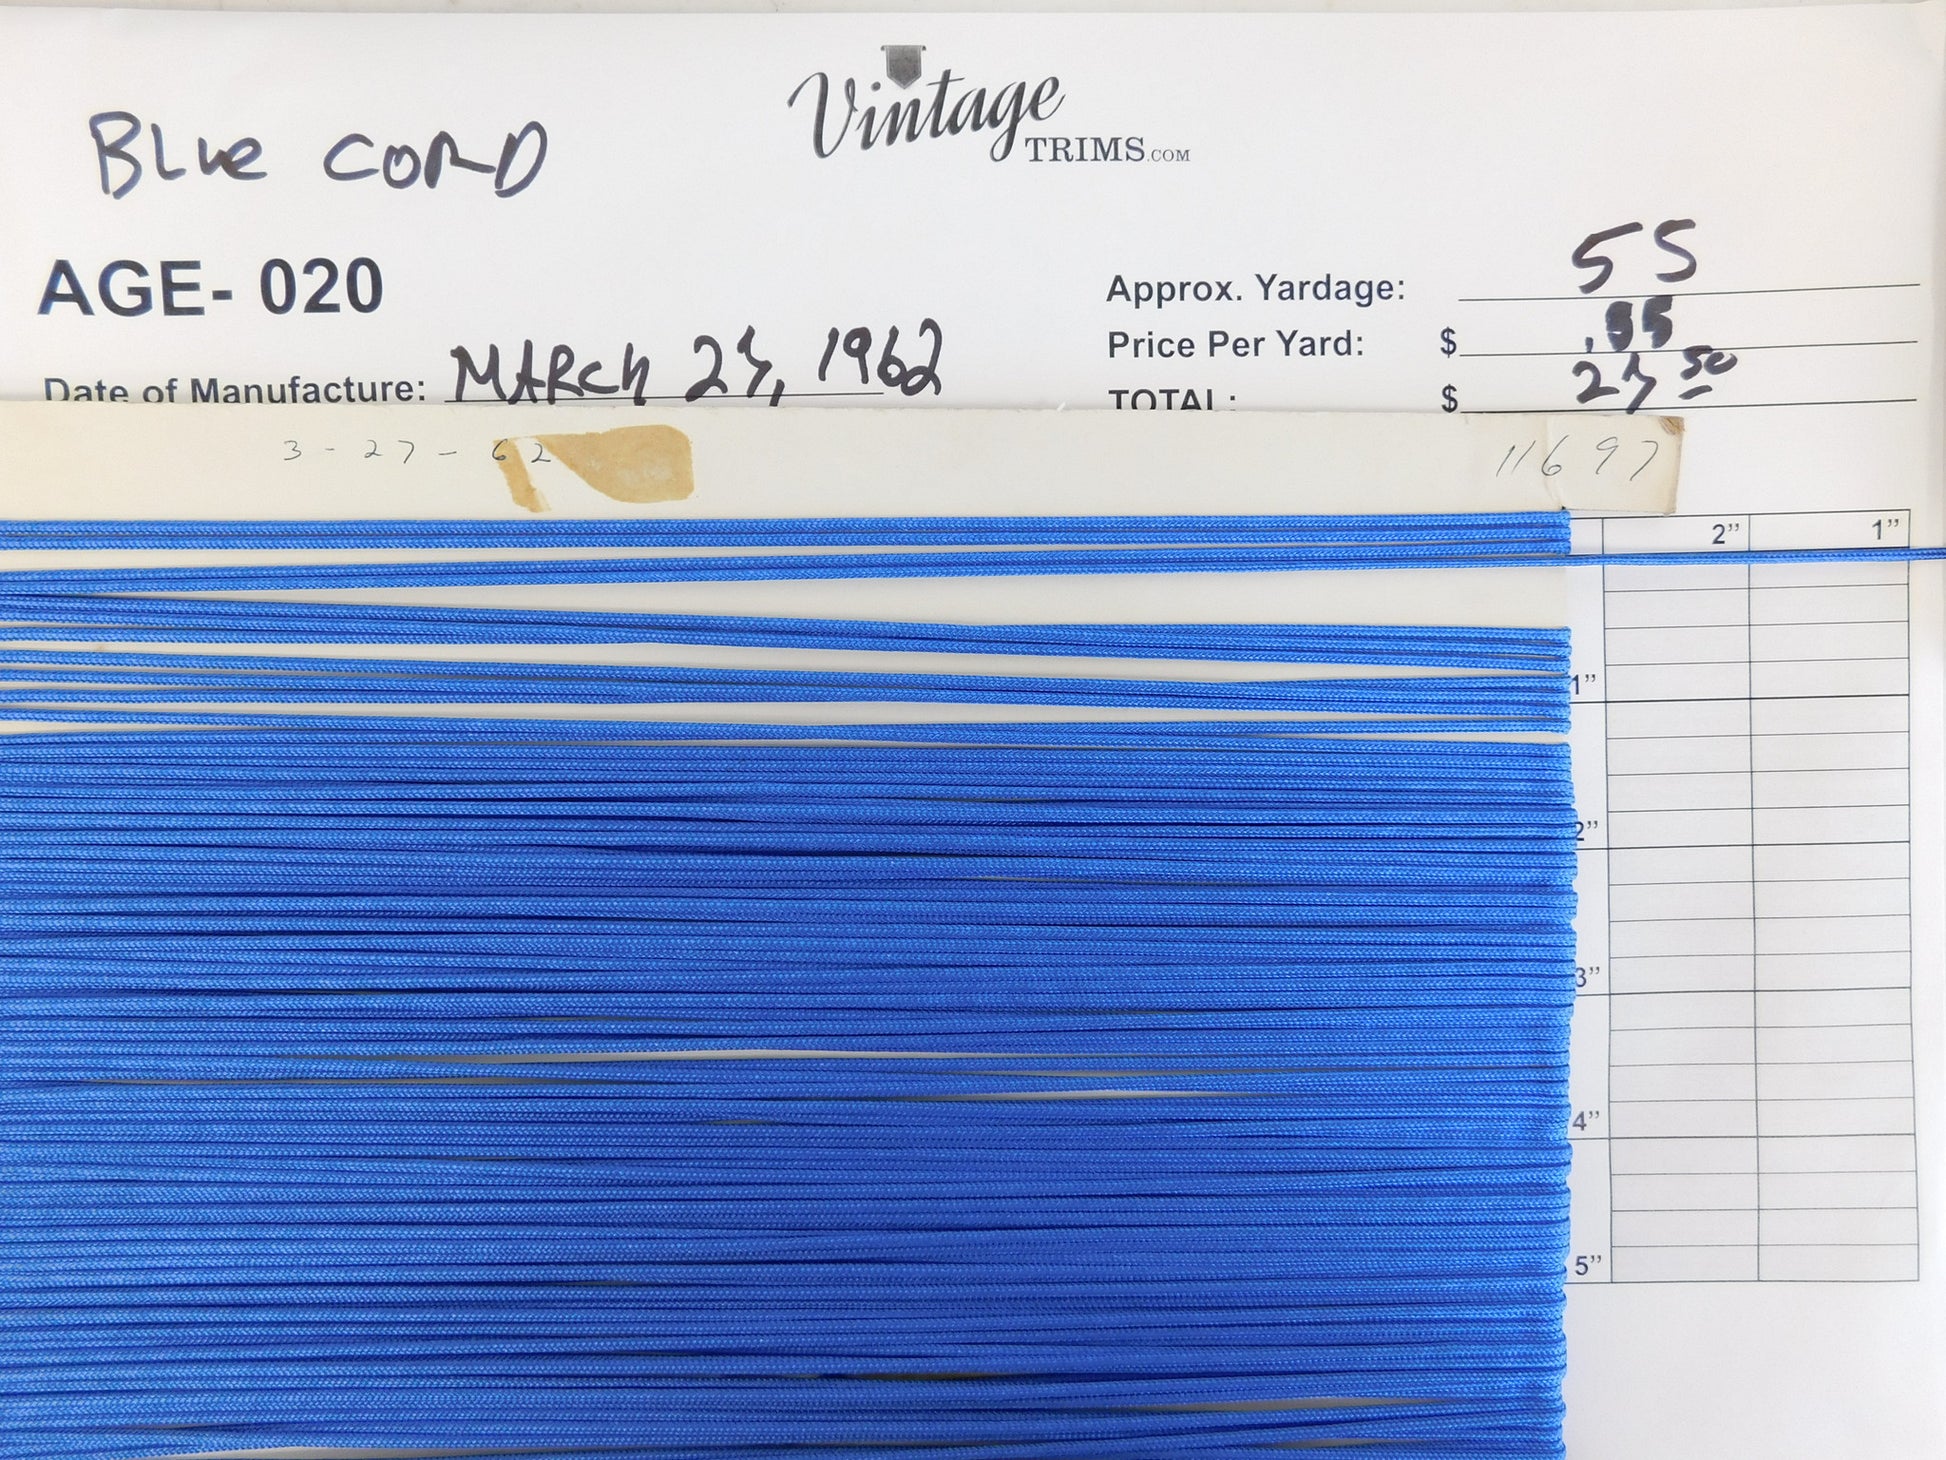 Vintage
TRIMS.COM
BLue CORD
AGE- 020
Approx. Yardage: 55
Price Per Yard: $
Date of Manufacture: MARCH 27, 1962
TOTAL: $ 27 50
3 - 27 - 62
11697
2” 1”
1”
2”
3”
4”
5”